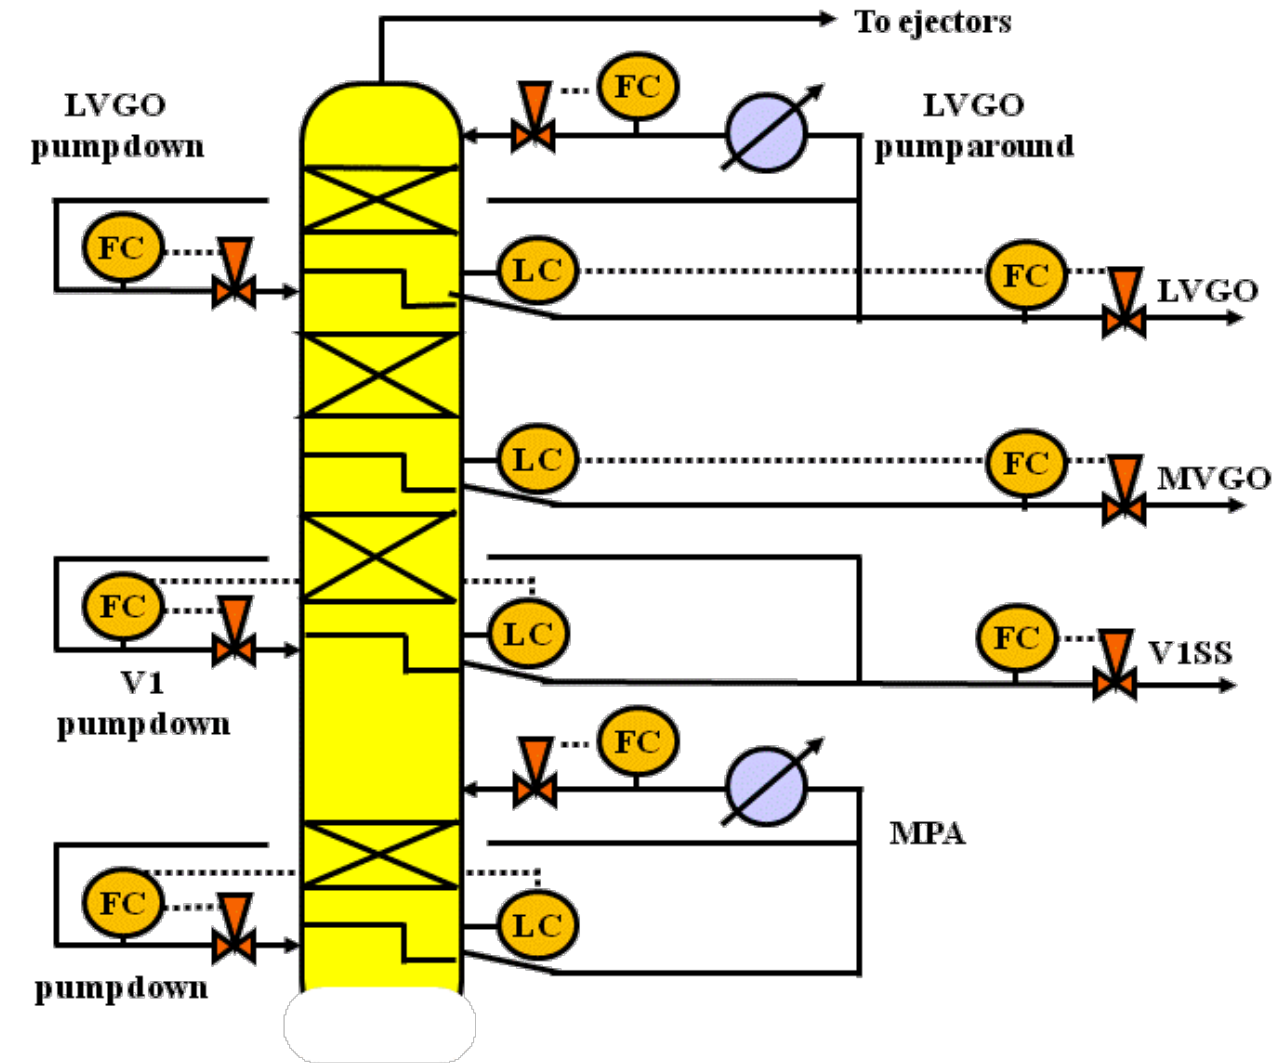 To ejectors
LVGO
pumpdown
FC
LVGO
pumparound
FC
LC
FC
LVGO
LC
FC
MVGO
FC
LC
FC
V1SS
V1
pumpdown
FC
MPA
FC
LC
pumpdown